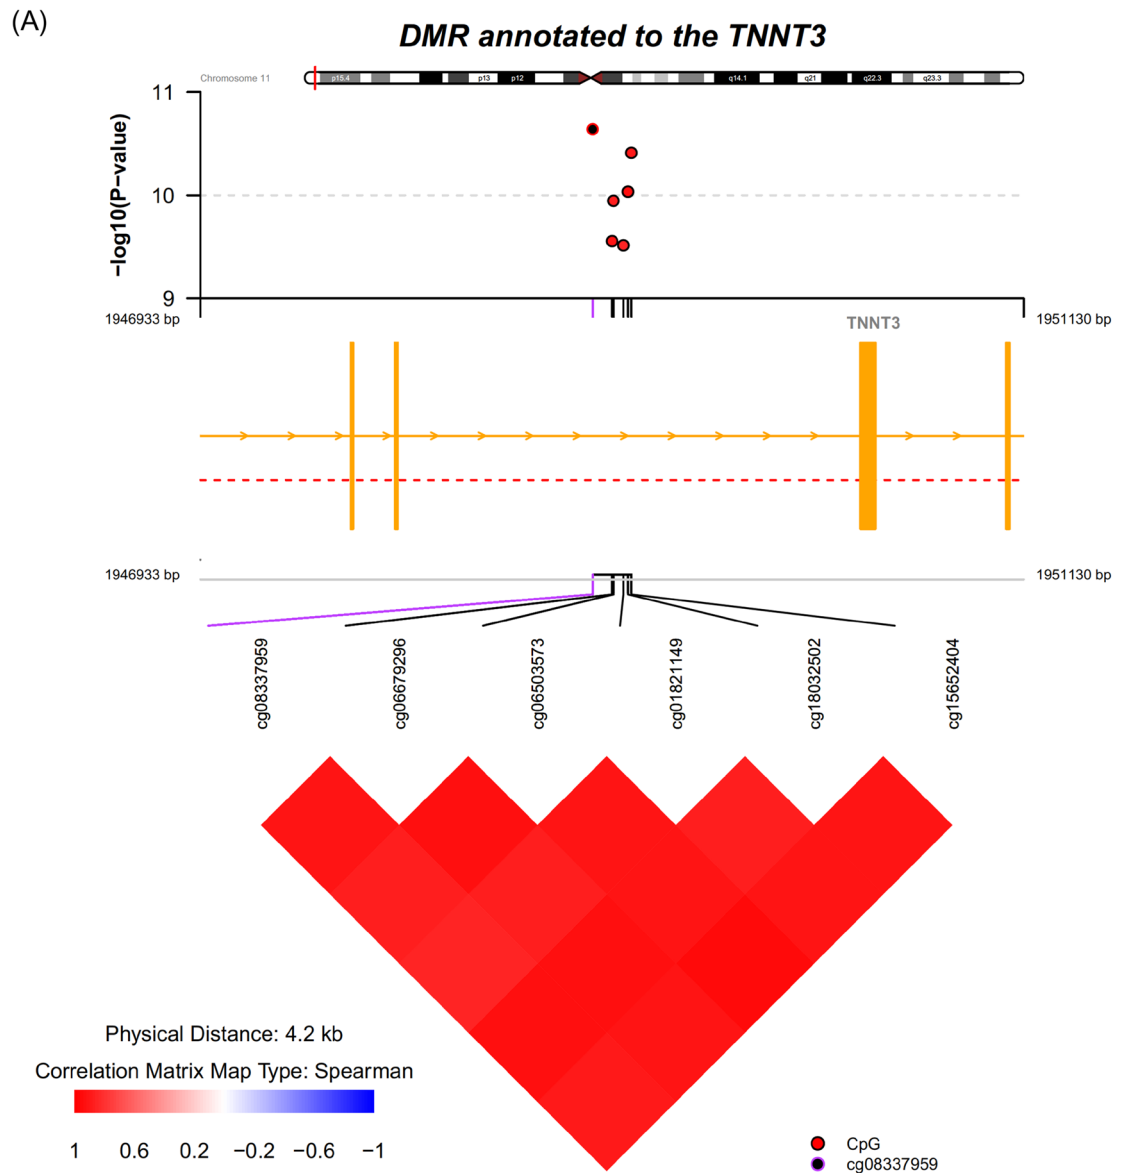 (A)
DMR annotated to the TNNT3
Chromosome 11
p15.4 p13 p12 q14.1 q21 q22.3 q23.3
11
10
9
−log10(P−value)
1946933 bp
1951130 bp
TNNT3
1946933 bp
1951130 bp
cg08337959
cg06679296
cg06503573
cg01821149
cg18032502
cg15652404
Physical Distance: 4.2 kb
Correlation Matrix Map Type: Spearman
1 0.6 0.2 −0.2 −0.6 −1
CpG
cg08337959